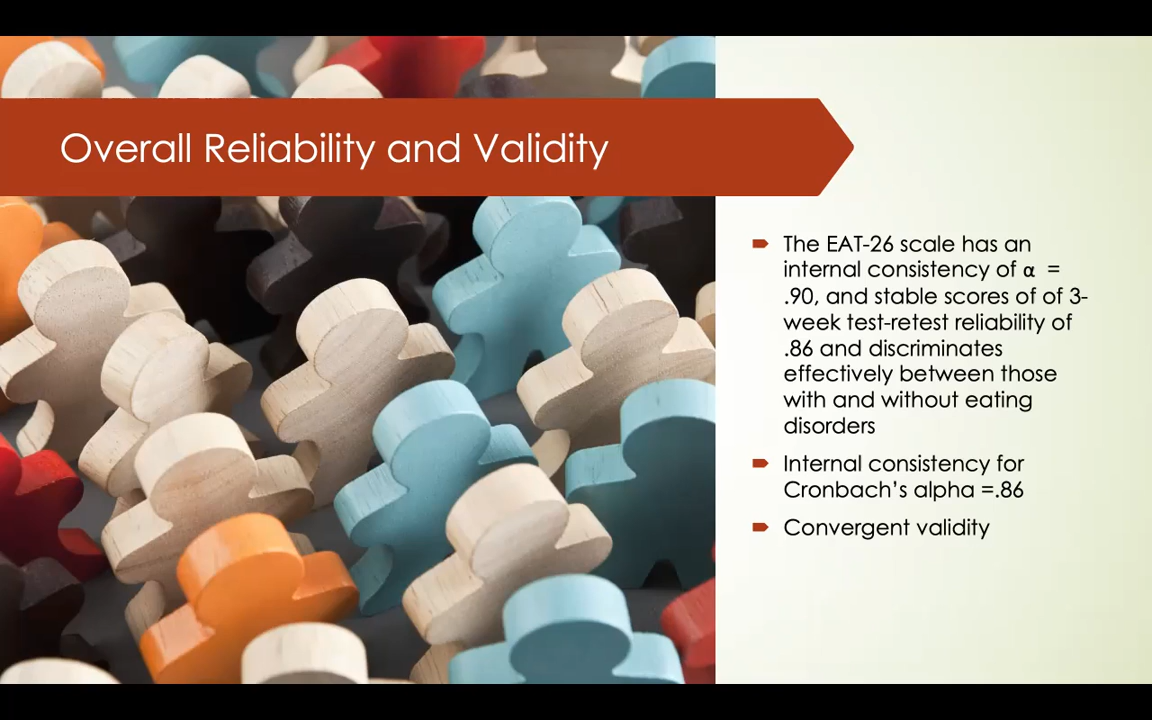 Overall Reliability and Validity
The EAT-26 scale has an
internal consistency of α =
.90, and stable scores of of 3-
week test-retest reliability of
.86 and discriminates
effectively between those
with and without eating
disorders
Internal consistency for
Cronbach’s alpha =.86
Convergent validity